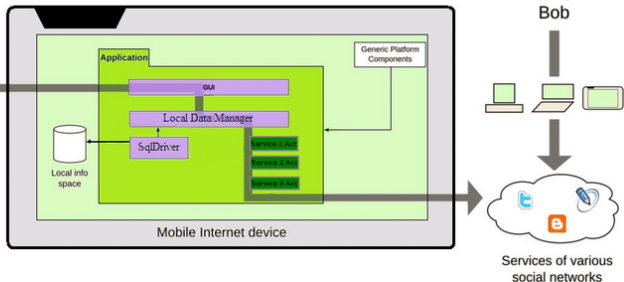 Bob
Generic Platform
Components
Application
GUI
Local Data Manager
SqlDriver
Service 1 Acc
Service 2 Acc
Service 3 Acc
Local info
space
Mobile Internet device
Services of various
social networks